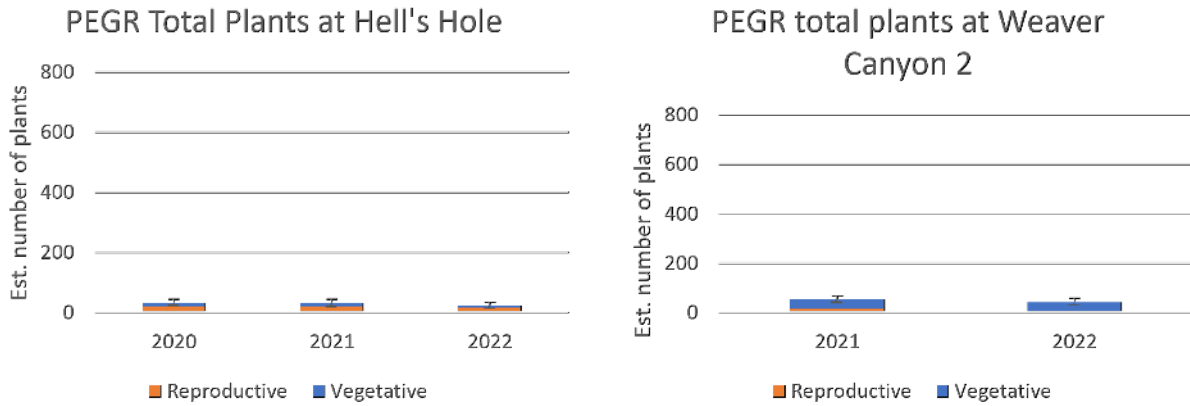 PEGR Total Plants at Hell's Hole
Est. number of plants
800
600
400
200
0
2020 2021 2022
Reproductive Vegetative
PEGR total plants at Weaver
Canyon 2
Est. number of plants
800
600
400
200
0
2021 2022
Reproductive Vegetative